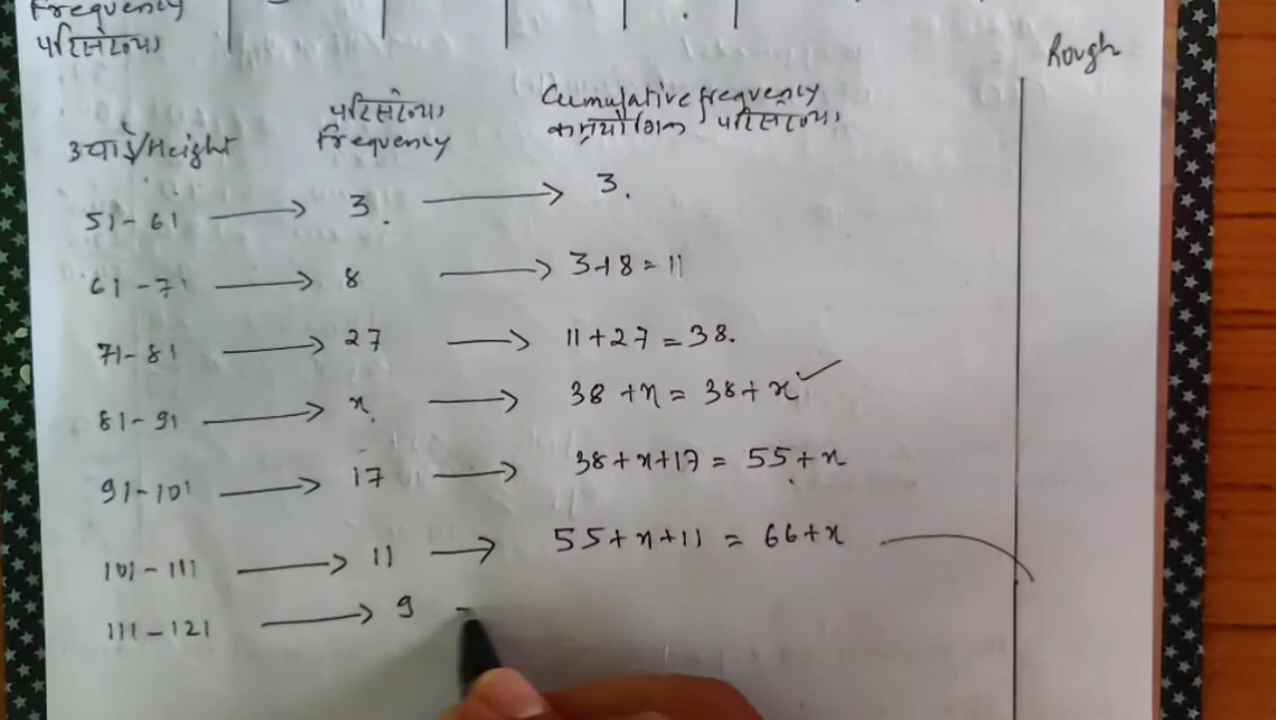 Frequency
परिसंख्या
Rough
परिसंख्या Cumulative frequency
ऊचाई/Height Frequency परिसंख्या
51-61 → 3. → 3.
61-71 → 8 → 3+8=11
71-81 → 27 → 11+27=38.
81-91 → x. → 38+x=38+x✓
91-101 → 17 → 38+x+17=55+x
101-111 → 11 → 55+x+11=66+x
111-121 → 9